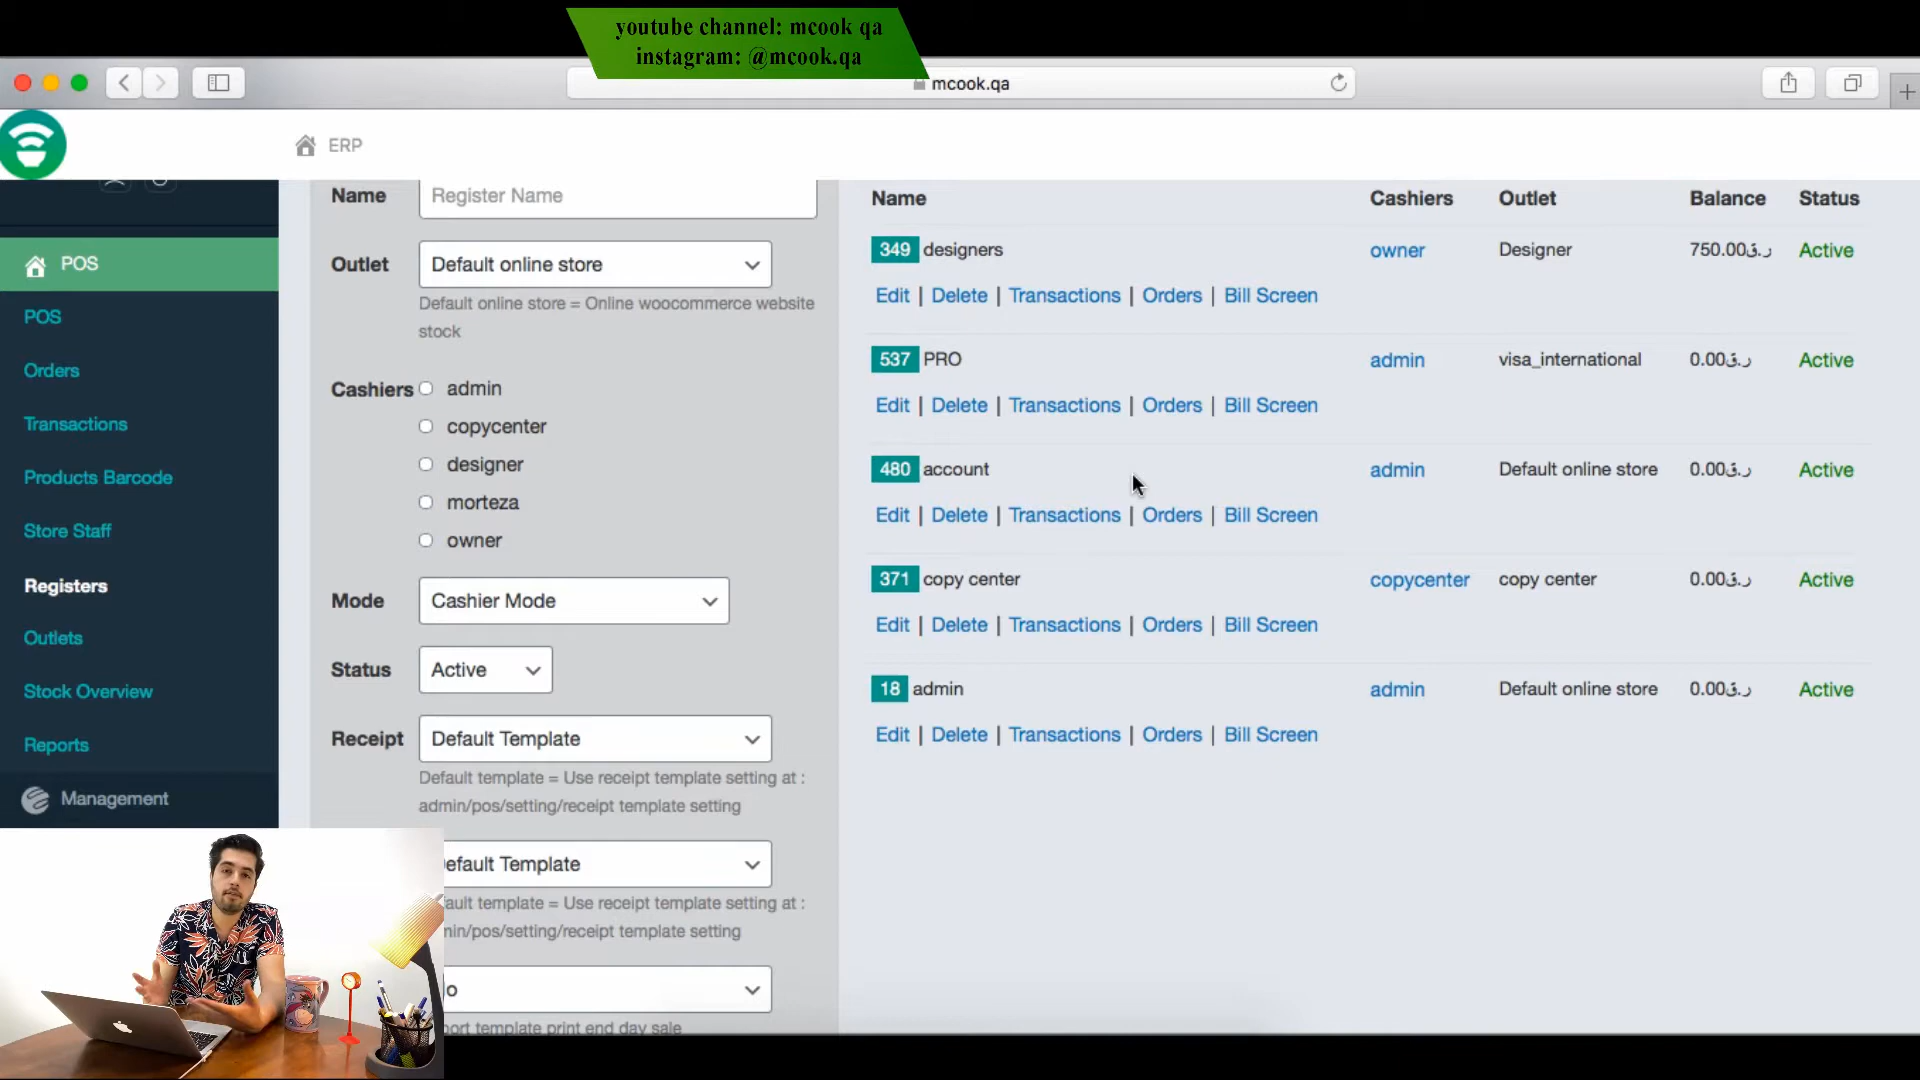 youtube channel: mcook qa
instagram: @mcook.qa
mcook.qa
ERP
POS
POS
Orders
Transactions
Products Barcode
Store Staff
Registers
Outlets
Stock Overview
Reports
Management
Name Register Name
Outlet Default online store
Default online store = Online woocommerce website
stock
Cashiers admin
copycenter
designer
morteza
owner
Mode Cashier Mode
Status Active
Receipt Default Template
Default template = Use receipt template setting at :
admin/pos/setting/receipt template setting
efault Template
ault template = Use receipt template setting at :
min/pos/setting/receipt template setting
o
ort template print end day sale
Name Cashiers Outlet Balance Status
349 designers owner Designer 750.00ر.ق Active
Edit | Delete | Transactions | Orders | Bill Screen
537 PRO admin visa_international 0.00ر.ق Active
Edit | Delete | Transactions | Orders | Bill Screen
480 account admin Default online store 0.00ر.ق Active
Edit | Delete | Transactions | Orders | Bill Screen
371 copy center copycenter copy center 0.00ر.ق Active
Edit | Delete | Transactions | Orders | Bill Screen
18 admin admin Default online store 0.00ر.ق Active
Edit | Delete | Transactions | Orders | Bill Screen